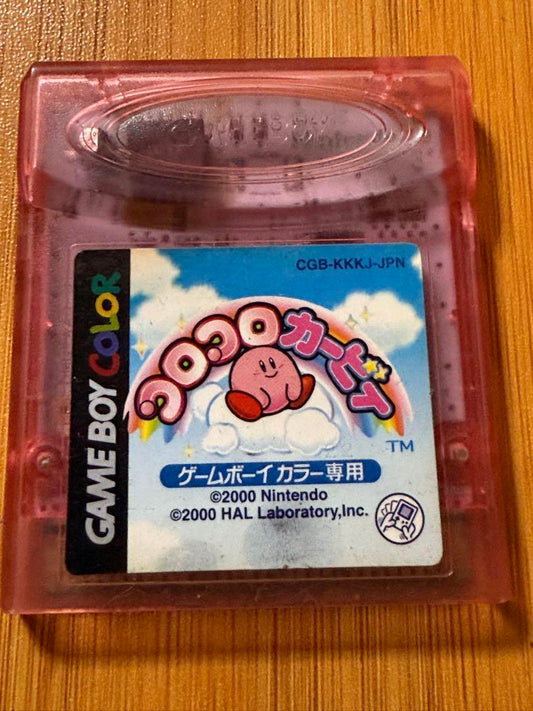 CGB-KKKJ-JPN
GAME BOY COLOR
コロコロカービィ
TM
ゲームボーイカラー専用
©2000 Nintendo
©2000 HAL Laboratory,Inc.